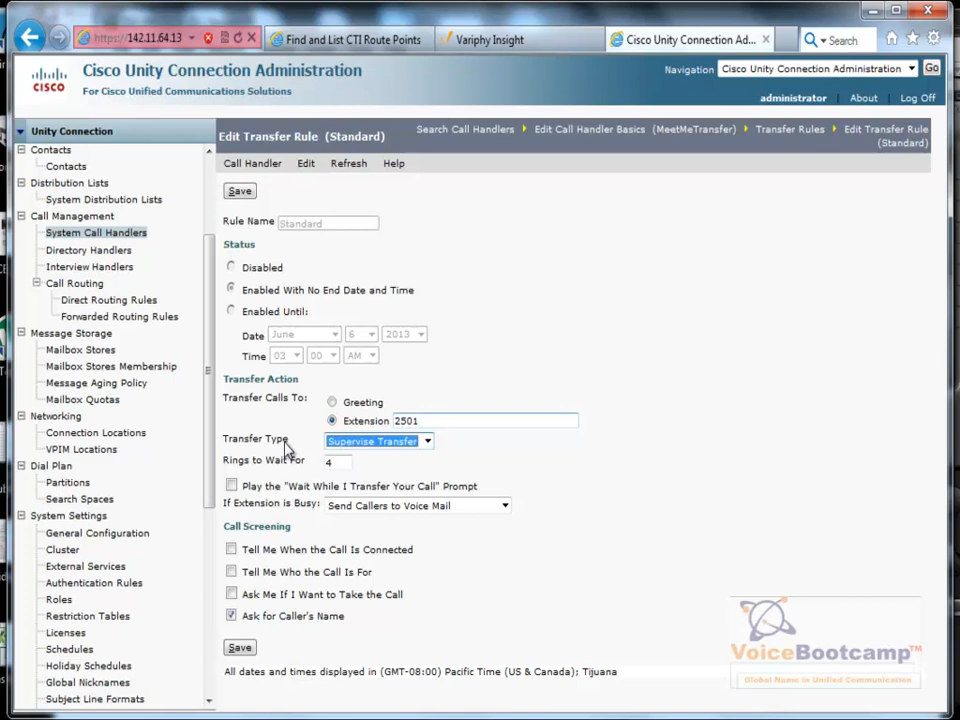 https://142.11.64.13
Find and List CTI Route Points
Variphy Insight
Cisco Unity Connection Ad...
Search
CISCO
Cisco Unity Connection Administration
For Cisco Unified Communications Solutions
Navigation Cisco Unity Connection Administration Go
administrator About Log Off
Unity Connection
Contacts
Contacts
Distribution Lists
System Distribution Lists
Call Management
System Call Handlers
Directory Handlers
Interview Handlers
Call Routing
Direct Routing Rules
Forwarded Routing Rules
Message Storage
Mailbox Stores
Mailbox Stores Membership
Message Aging Policy
Mailbox Quotas
Networking
Connection Locations
VPIM Locations
Dial Plan
Partitions
Search Spaces
System Settings
General Configuration
Cluster
External Services
Authentication Rules
Roles
Restriction Tables
Licenses
Schedules
Holiday Schedules
Global Nicknames
Subject Line Formats
Edit Transfer Rule (Standard)
Search Call Handlers Edit Call Handler Basics (MeetMeTransfer) Transfer Rules Edit Transfer Rule
(Standard)
Call Handler Edit Refresh Help
Save
Rule Name Standard
Status
Disabled
Enabled With No End Date and Time
Enabled Until:
Date June 6 2013
Time 03 00 AM
Transfer Action
Transfer Calls To:
Greeting
Extension 2501
Transfer Type Supervise Transfer
Rings to Wait For 4
Play the "Wait While I Transfer Your Call" Prompt
If Extension is Busy: Send Callers to Voice Mail
Call Screening
Tell Me When the Call Is Connected
Tell Me Who the Call Is For
Ask Me If I Want to Take the Call
Ask for Caller's Name
Save
All dates and times displayed in (GMT-08:00) Pacific Time (US & Canada); Tijuana
VoiceBootcamp™
Global Name in Unified Communication